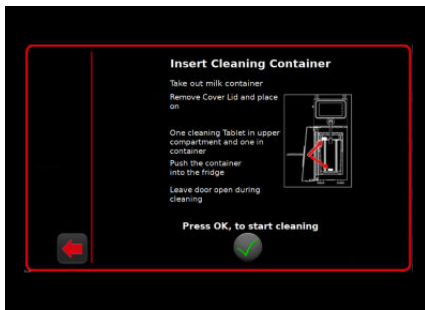 Insert Cleaning Container
Take out milk container
Remove Cover Lid and place
on
One cleaning Tablet in upper
compartment and one in
container
Push the container
into the fridge
Leave door open during
cleaning
Press OK, to start cleaning